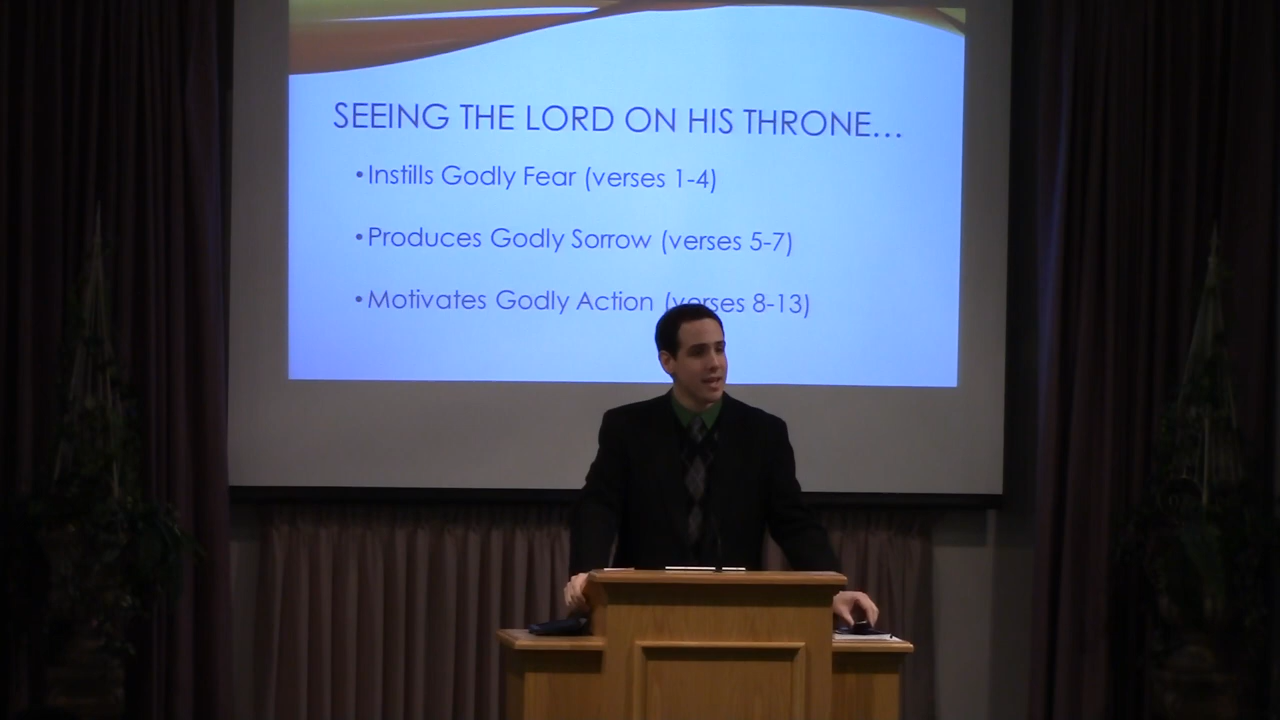 SEEING THE LORD ON HIS THRONE...
•Instills Godly Fear (verses 1-4)
•Produces Godly Sorrow (verses 5-7)
•Motivates Godly Action (verses 8-13)